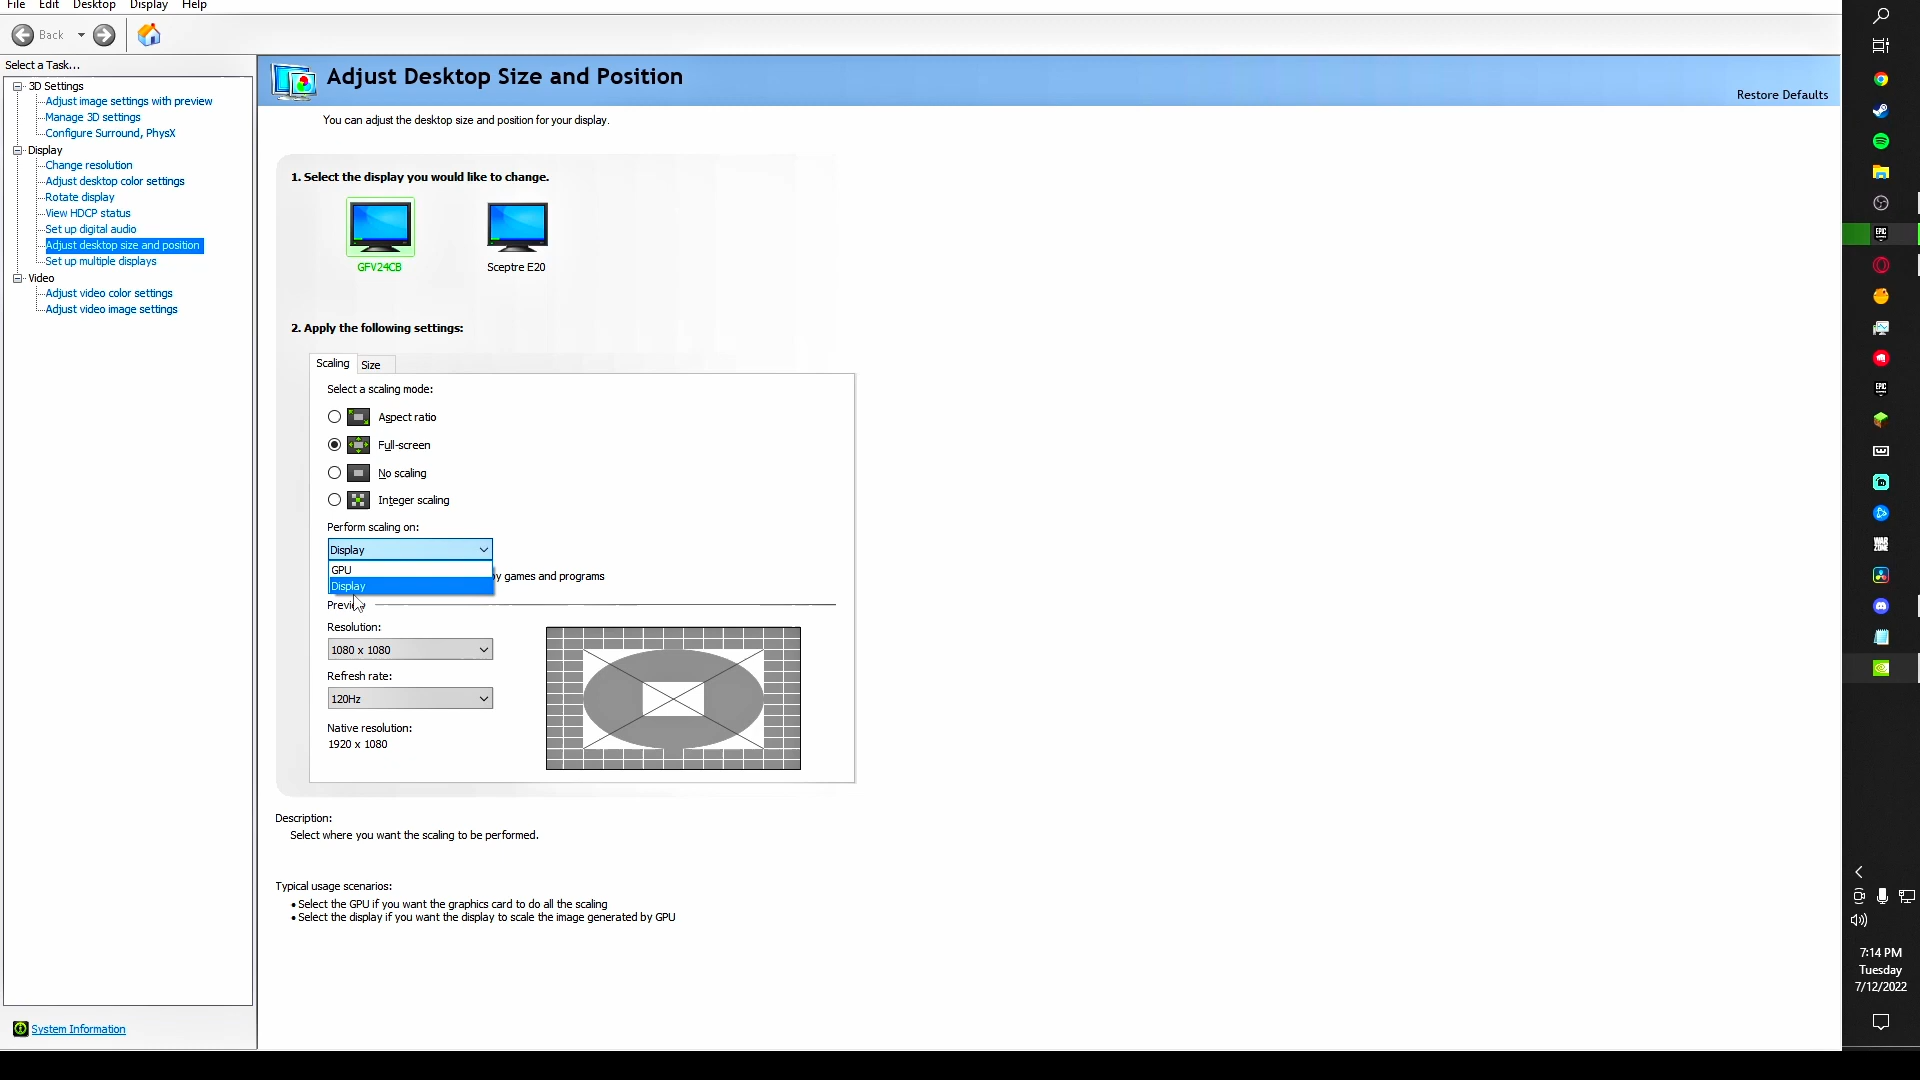 File Edit Desktop Display Help
Back
Select a Task...
3D Settings
Adjust image settings with preview
Manage 3D settings
Configure Surround, PhysX
Display
Change resolution
Adjust desktop color settings
Rotate display
View HDCP status
Set up digital audio
Adjust desktop size and position
Set up multiple displays
Video
Adjust video color settings
Adjust video image settings
System Information
Adjust Desktop Size and Position
Restore Defaults
You can adjust the desktop size and position for your display.
1. Select the display you would like to change.
GFV24CB
Sceptre E20
2. Apply the following settings:
Scaling Size
Select a scaling mode:
Aspect ratio
Full-screen
No scaling
Integer scaling
Perform scaling on:
Display
GPU
Display
y games and programs
Resolution:
1080 x 1080
Refresh rate:
120Hz
Native resolution:
1920 x 1080
Description:
Select where you want the scaling to be performed.
Typical usage scenarios:
• Select the GPU if you want the graphics card to do all the scaling
• Select the display if you want the display to scale the image generated by GPU
EPIC
EPIC
WAR
ZONE
7:14 PM
Tuesday
7/12/2022